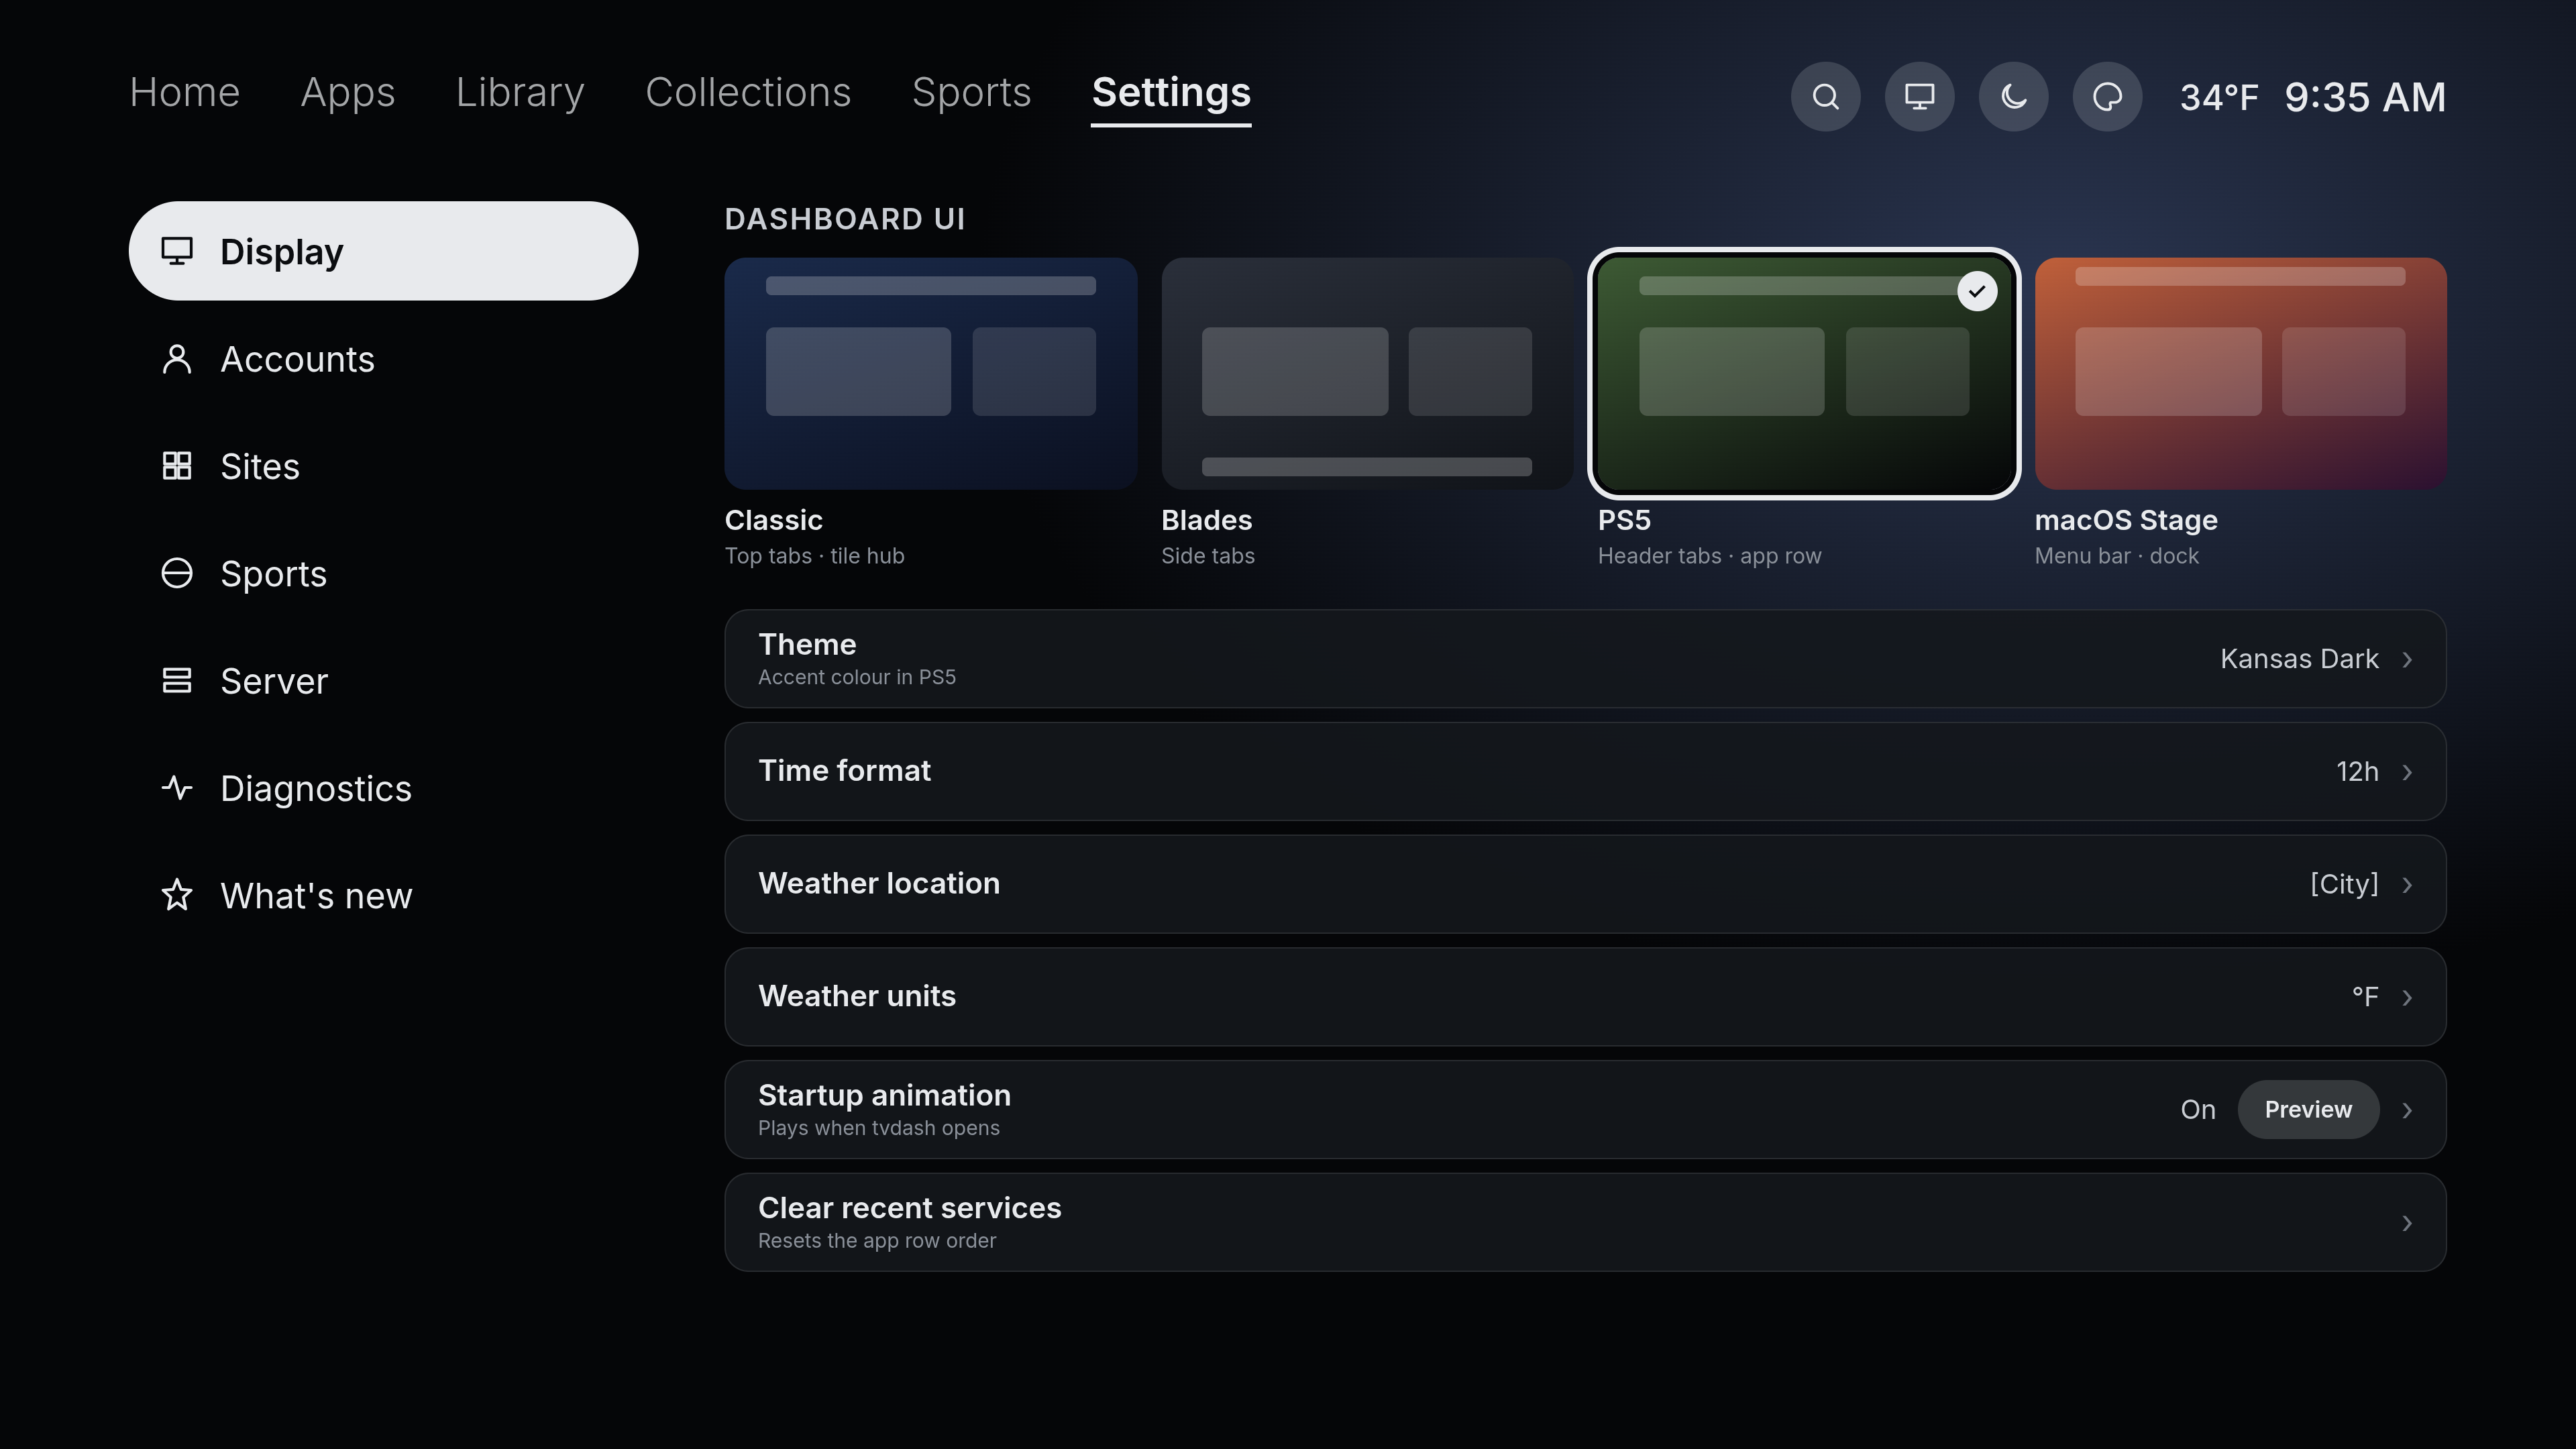 Home Apps Library Collections Sports Settings
34°F 9:35 AM
Display
Accounts
Sites
Sports
Server
Diagnostics
What's new
DASHBOARD UI
Classic
Top tabs · tile hub
Blades
Side tabs
PS5
Header tabs · app row
macOS Stage
Menu bar · dock
Theme
Accent colour in PS5
Kansas Dark
Time format
12h
Weather location
[City]
Weather units
°F
Startup animation
Plays when tvdash opens
On Preview
Clear recent services
Resets the app row order